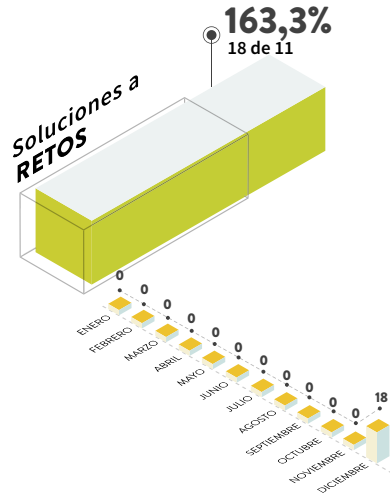 163,3%
18 de 11
Soluciones a
RETOS
0
ENERO
0
FEBRERO
0
MARZO
0
ABRIL
0
MAYO
0
JUNIO
0
JULIO
0
AGOSTO
0
SEPTIEMBRE
0
OCTUBRE
0
NOVIEMBRE
18
DICIEMBRE